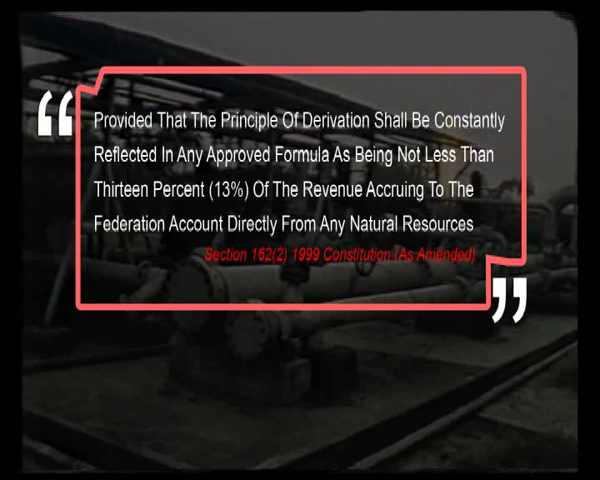 Provided That The Principle Of Derivation Shall Be Constantly
Reflected In Any Approved Formula As Being Not Less Than
Thirteen Percent (13%) Of The Revenue Accruing To The
Federation Account Directly From Any Natural Resources
Section 162(2) 1999 Constitution (As Amended)